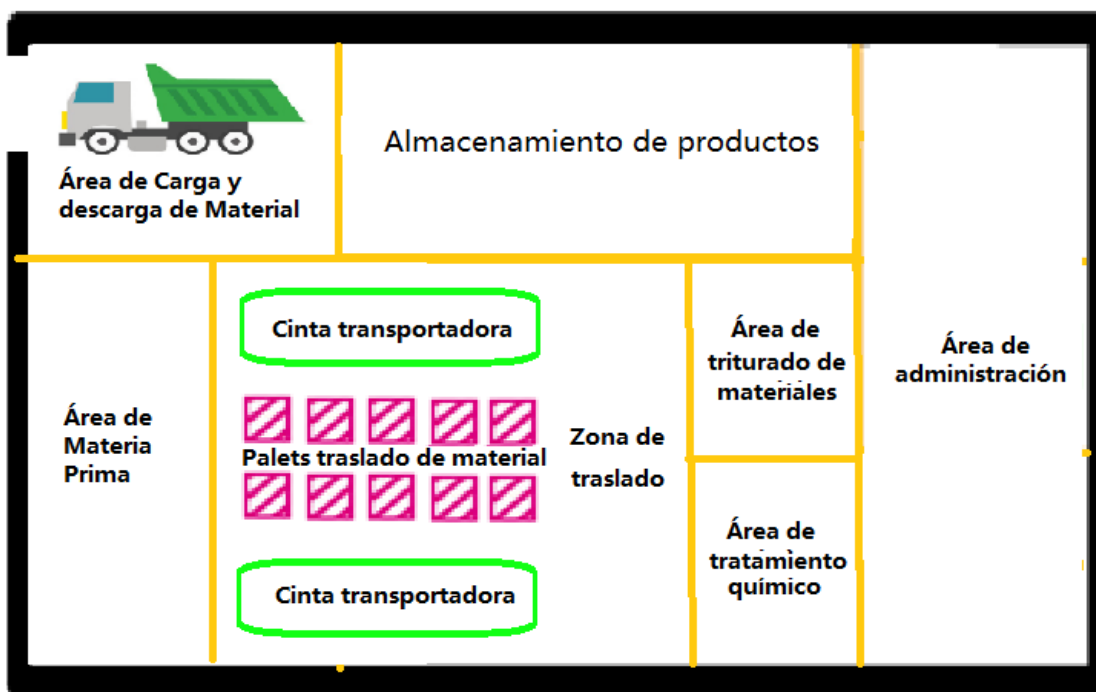 Almacenamiento de productos
Área de Carga y
descarga de Material
Cinta transportadora
Área de
triturado de
materiales
Área de
administración
Área de
Materia
Prima
Palets traslado de material
Zona de
traslado
Área de
tratamiento
químico
Cinta transportadora